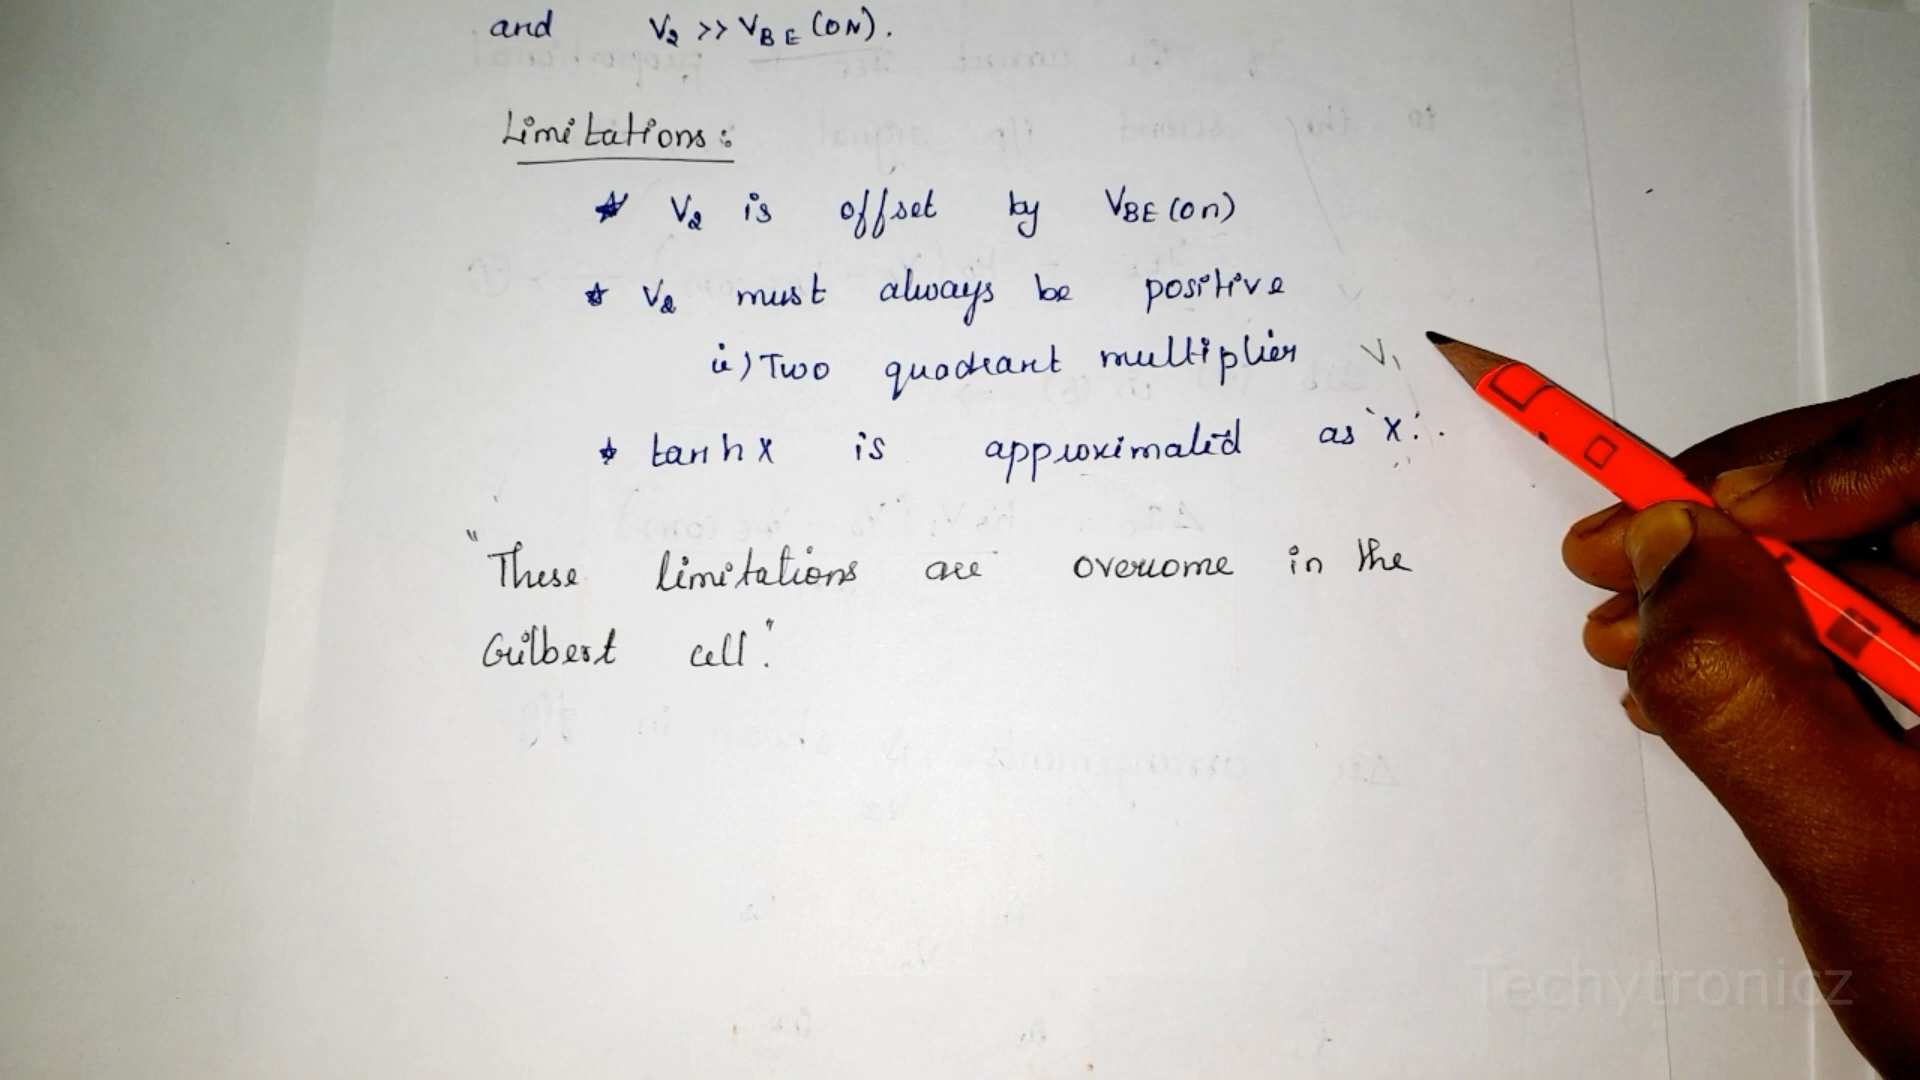 and V2 >> VBE (ON).
Limitations:
* V2 is offset by VBE (on)
* V2 must always be positive
ie) Two quadrant multiplier V1
* tanh x is approximated as 'x'.
"These limitations are overcome in the
Gilbert cell."
Techytronicz